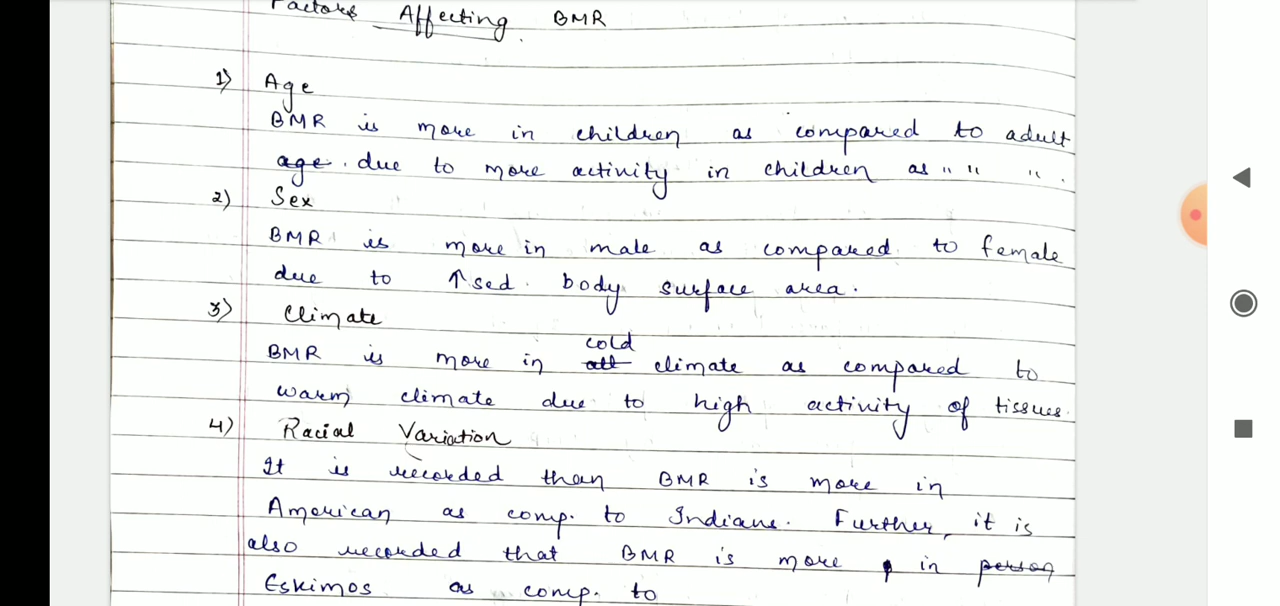 Factors Affecting BMR
1) Age
BMR is more in children as compared to adult
age. due to more activity in children as " " ".
2) Sex
BMR is more in male as compared to female
due to ↑sed. body surface area.
3) Climate
cold
BMR is more in all climate as compared to
warm climate due to high activity of tissues.
4) Racial Variation
It is recorded than BMR is more in
American as comp. to Indians. Further, it is
also recorded that BMR is more in person
Eskimos as comp. to